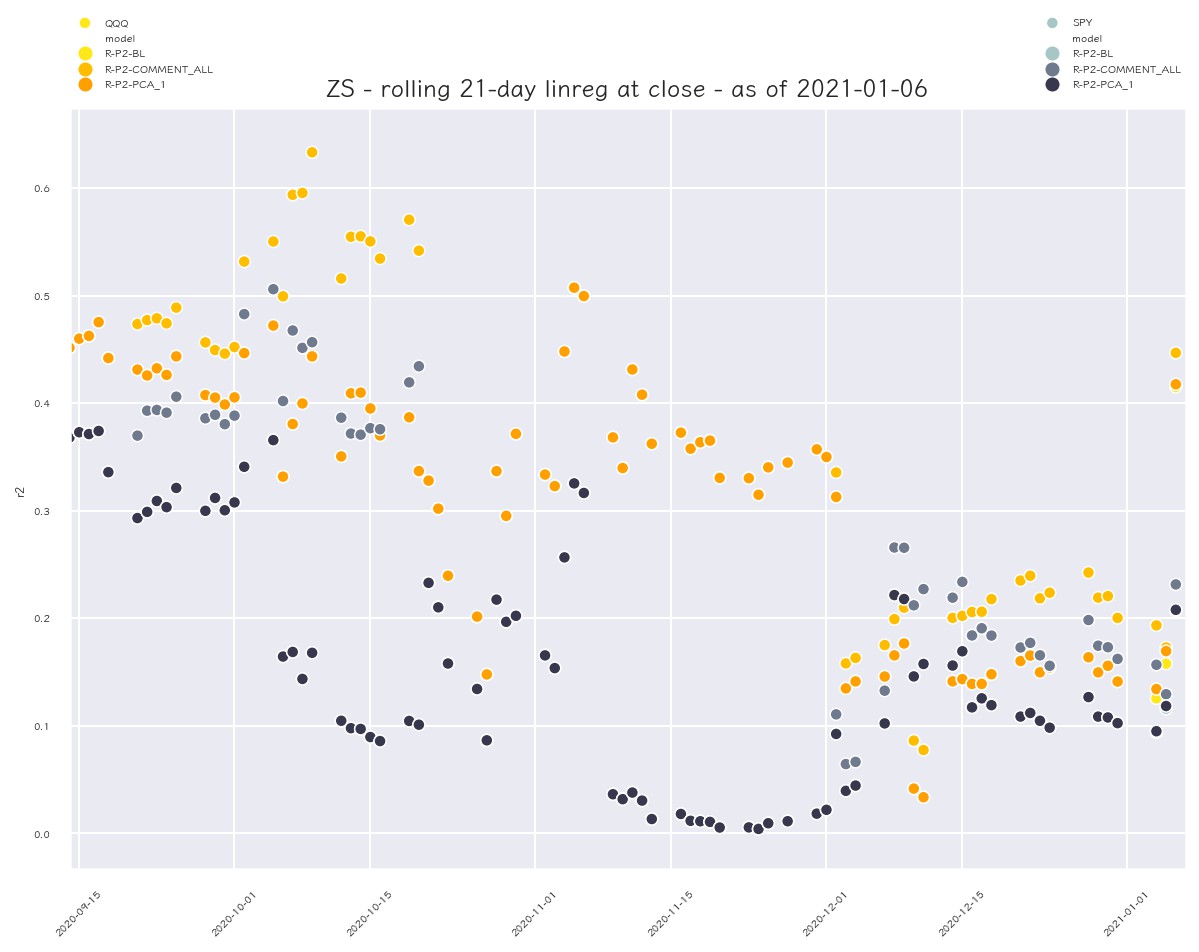 QQQ
model
R-P2-BL
R-P2-COMMENT_ALL
R-P2-PCA_1
SPY
model
R-P2-BL
R-P2-COMMENT_ALL
R-P2-PCA_1
ZS - rolling 21-day linreg at close - as of 2021-01-06
r2
0.6
0.5
0.4
0.3
0.2
0.1
0.0
2020-09-15
2020-10-01
2020-10-15
2020-11-01
2020-11-15
2020-12-01
2020-12-15
2021-01-01